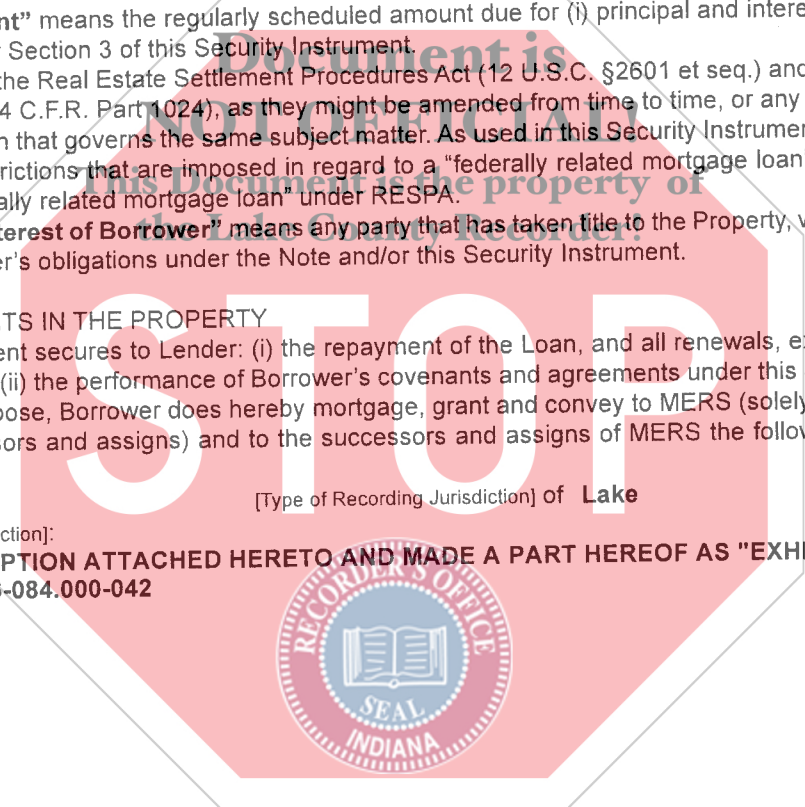 nt” means the regularly scheduled amount due for (i) principal and intere
Section 3 of this Security Instrument.
Document is
the Real Estate Settlement Procedures Act (12 U.S.C. §2601 et seq.) and
4 C.F.R. Part 1024), as they might be amended from time to time, or any
NOT OFFICIAL!
n that governs the same subject matter. As used in this Security Instrumen
rictions that are imposed in regard to a “federally related mortgage loan
This Document is the property of
ally related mortgage loan” under RESPA.
the Lake County Recorder!
terest of Borrower” means any party that has taken title to the Property, w
er’s obligations under the Note and/or this Security Instrument.
TS IN THE PROPERTY
ent secures to Lender: (i) the repayment of the Loan, and all renewals, e
(ii) the performance of Borrower’s covenants and agreements under this
pose, Borrower does hereby mortgage, grant and convey to MERS (solely
sors and assigns) and to the successors and assigns of MERS the follow
STOP
[Type of Recording Jurisdiction] of Lake
ction]:
PTION ATTACHED HERETO AND MADE A PART HEREOF AS "EXHI
-084.000-042
RECORDER'S OFFICE
SEAL
INDIANA